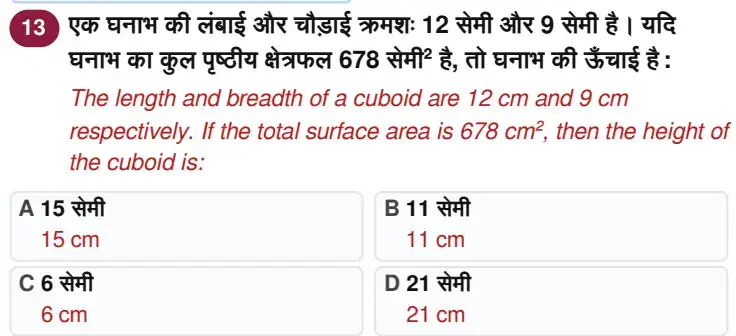 13 एक घनाभ की लंबाई और चौड़ाई क्रमशः 12 सेमी और 9 सेमी है। यदि
घनाभ का कुल पृष्ठीय क्षेत्रफल 678 सेमी² है, तो घनाभ की ऊँचाई है :
The length and breadth of a cuboid are 12 cm and 9 cm
respectively. If the total surface area is 678 cm², then the height of
the cuboid is:
A 15 सेमी
15 cm
B 11 सेमी
11 cm
C 6 सेमी
6 cm
D 21 सेमी
21 cm